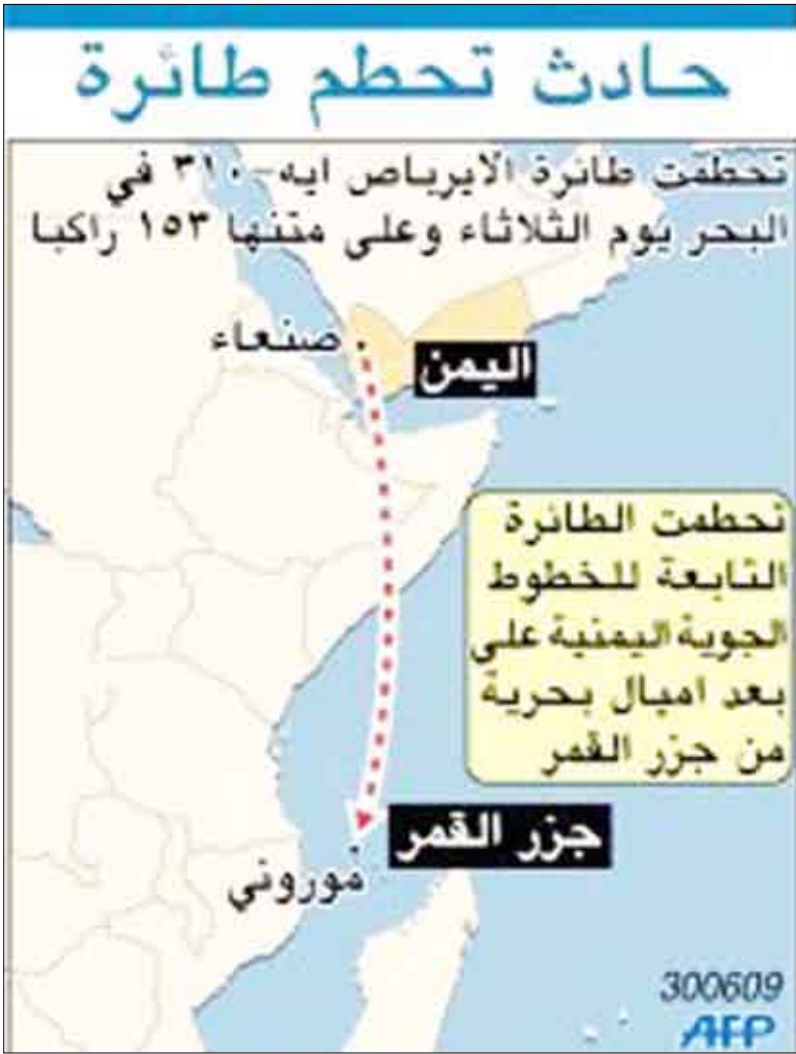 حادث تحطم طائرة
تحطمت طائرة الايرباص ايه-٣١٠ في
البحر يوم الثلاثاء وعلى متنها ١٥٣ راكبا
صنعاء
اليمن
تحطمت الطائرة
التابعة للخطوط
الجوية اليمنية على
بعد اميال بحرية
من جزر القمر
جزر القمر
موروني
300609
AFP